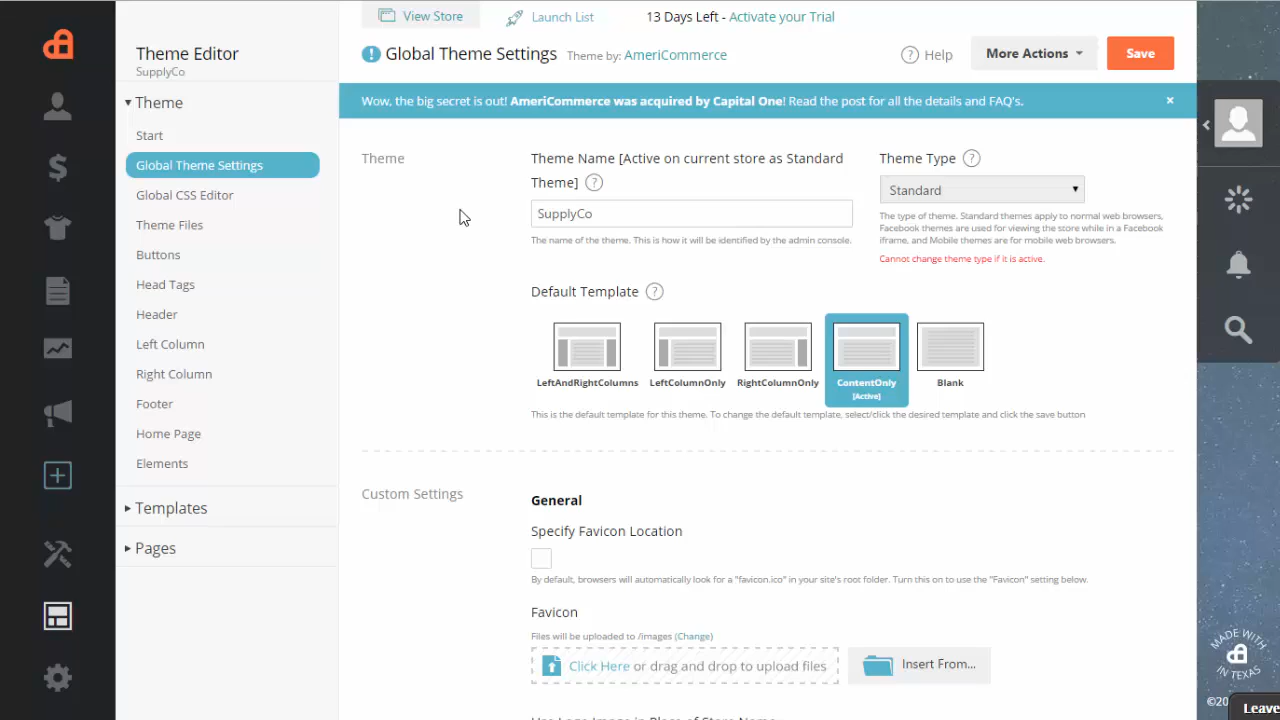 View Store
Launch List
13 Days Left - Activate your Trial
Theme Editor
SupplyCo
Global Theme Settings
Theme by: AmeriCommerce
Help
More Actions
Save
Wow, the big secret is out! AmeriCommerce was acquired by Capital One! Read the post for all the details and FAQ's.
×
Theme
Start
Global Theme Settings
Global CSS Editor
Theme Files
Buttons
Head Tags
Header
Left Column
Right Column
Footer
Home Page
Elements
Templates
Pages
Theme
Theme Name [Active on current store as Standard
Theme] ?
SupplyCo
The name of the theme. This is how it will be identified by the admin console.
Theme Type ?
Standard
The type of theme. Standard themes apply to normal web browsers,
Facebook themes are used for viewing the store while in a Facebook
iframe, and Mobile themes are for mobile web browsers.
Cannot change theme type if it is active.
Default Template ?
LeftAndRightColumns
LeftColumnOnly
RightColumnOnly
ContentOnly
[Active]
Blank
This is the default template for this theme. To change the default template, select/click the desired template and click the save button
Custom Settings
General
Specify Favicon Location
By default, browsers will automatically look for a "favicon.ico" in your site's root folder. Turn this on to use the "Favicon" setting below.
Favicon
Files will be uploaded to /images (Change)
Click Here or drag and drop to upload files
Insert From...
Use Logo Image in Place of Store Name
MADE WITH
IN TEXAS
©20
Leave